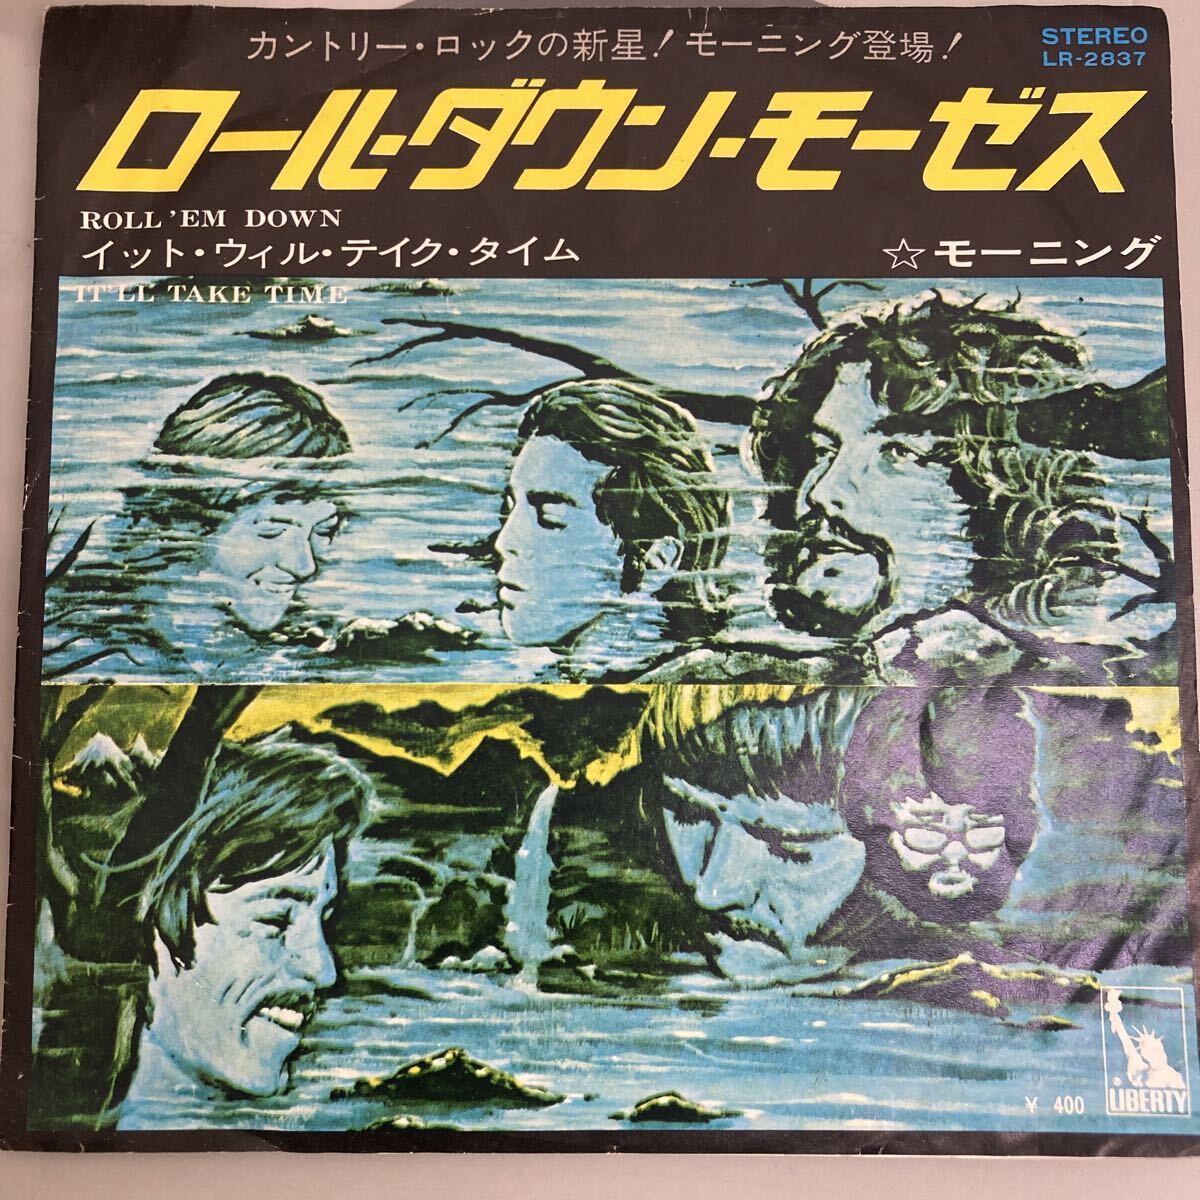 カントリー・ロックの新星!モーニング登場!
STEREO
LR-2837
ロール・ダウン・モーゼス
ROLL 'EM DOWN
イット・ウィル・テイク・タイム
☆モーニング
IT'LL TAKE TIME
¥ 400
® LIBERTY